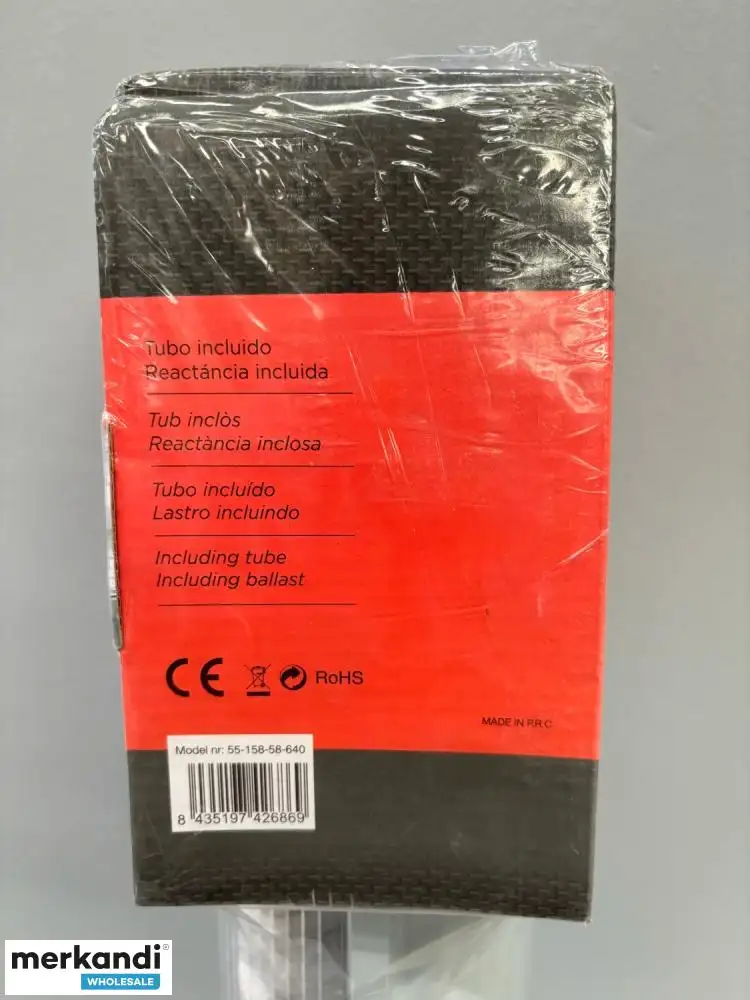 Tubo incluido
Reactáncia incluida
Tub inclòs
Reactància inclosa
Tubo incluído
Lastro incluindo
Including tube
Including ballast
CE RoHS
MADE IN P.R.C
Model nr: 55-158-58-640
8 435197 426869
merkandi®
WHOLESALE